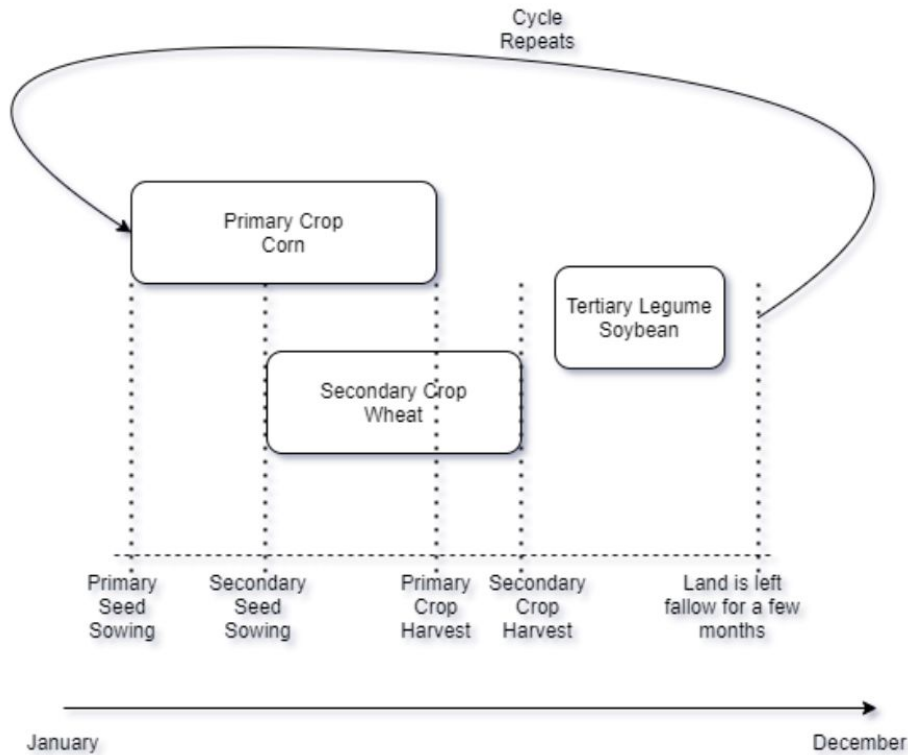 Cycle
Repeats
Primary Crop
Corn
Tertiary Legume
Soybean
Secondary Crop
Wheat
Primary
Seed
Sowing
Secondary
Seed
Sowing
Primary
Crop
Harvest
Secondary
Crop
Harvest
Land is left
fallow for a few
months
January
December